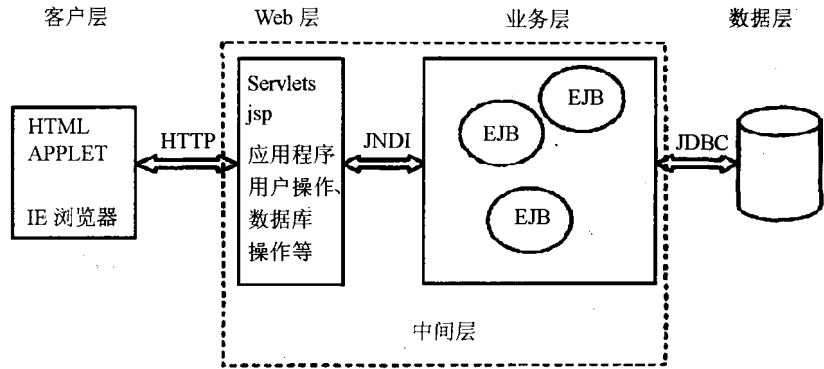 客户层
Web 层
业务层
数据层
HTML
APPLET
IE 浏览器
HTTP
Servlets
jsp
应用程序
用户操作、
数据库
操作等
JNDI
EJB
EJB
EJB
JDBC
中间层